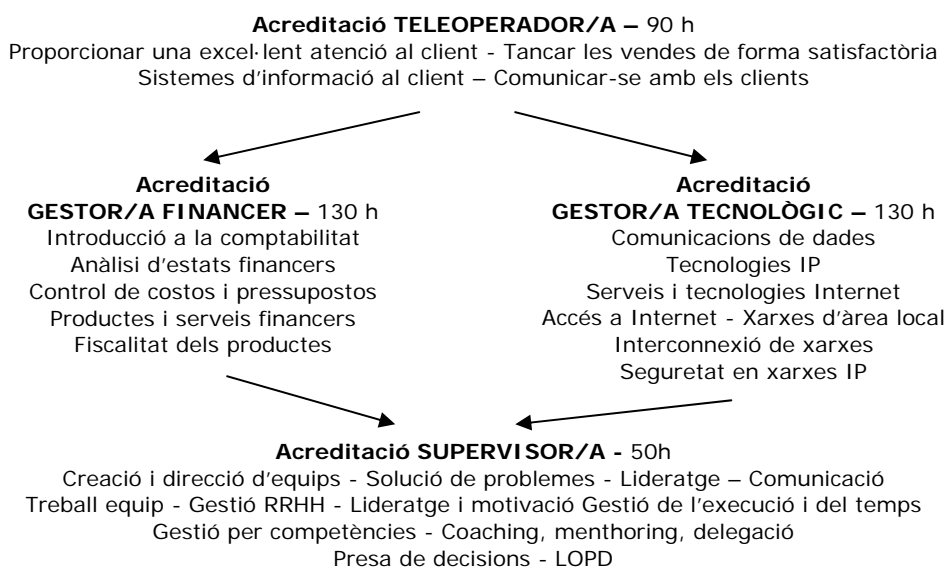 Acreditació TELEOPERADOR/A – 90 h
Proporcionar una excel·lent atenció al client - Tancar les vendes de forma satisfactòria
Sistemes d'informació al client – Comunicar-se amb els clients
Acreditació
GESTOR/A FINANCER – 130 h
Introducció a la comptabilitat
Anàlisi d'estats financers
Control de costos i pressupostos
Productes i serveis financers
Fiscalitat dels productes
Acreditació
GESTOR/A TECNOLÒGIC – 130 h
Comunicacions de dades
Tecnologies IP
Serveis i tecnologies Internet
Accés a Internet - Xarxes d'àrea local
Interconnexió de xarxes
Seguretat en xarxes IP
Acreditació SUPERVISOR/A - 50h
Creació i direcció d'equips - Solució de problemes - Lideratge – Comunicació
Treball equip - Gestió RRHH - Lideratge i motivació Gestió de l'execució i del temps
Gestió per competències - Coaching, menthoring, delegació
Presa de decisions - LOPD